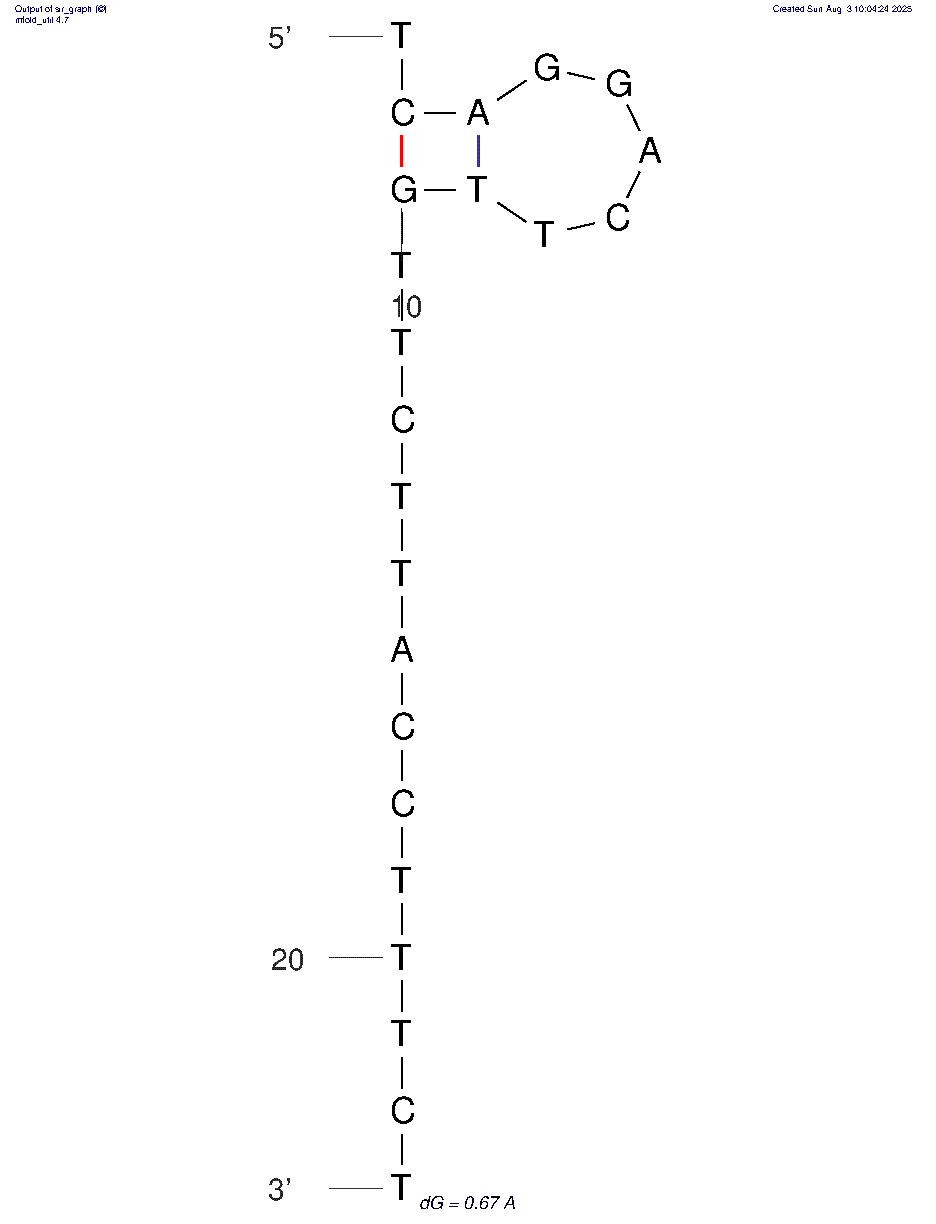 Output of sir_graph (©)
mfold_util 4.7
Created Sun Aug 3 10:04:24 2025
5’ T
G
G
C A
A
G T
C
T
T
10
T
C
T
T
A
C
C
T
20 T
T
C
3’ T
dG = 0.67 A